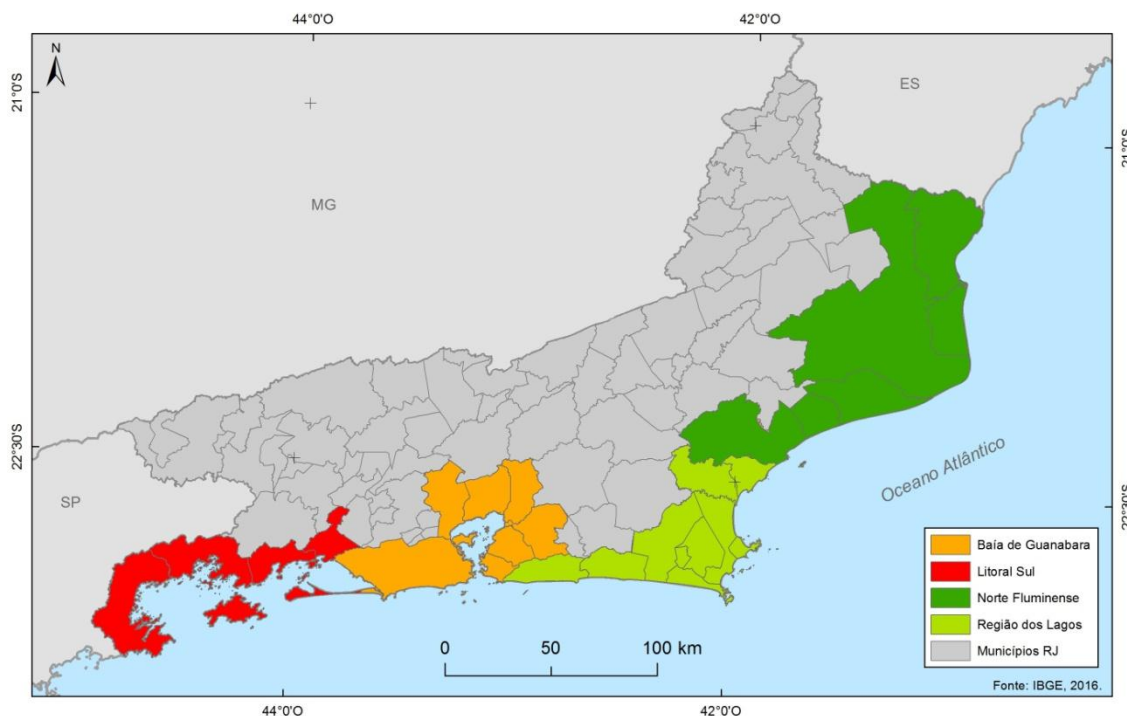 44°0'O
42°0'O
N
21°0'S
ES
21°0'S
MG
22°30'S
Oceano Atlântico
SP
22°30'S
Baía de Guanabara
Litoral Sul
Norte Fluminense
Região dos Lagos
Municípios RJ
0 50 100 km
Fonte: IBGE, 2016.
44°0'O
42°0'O